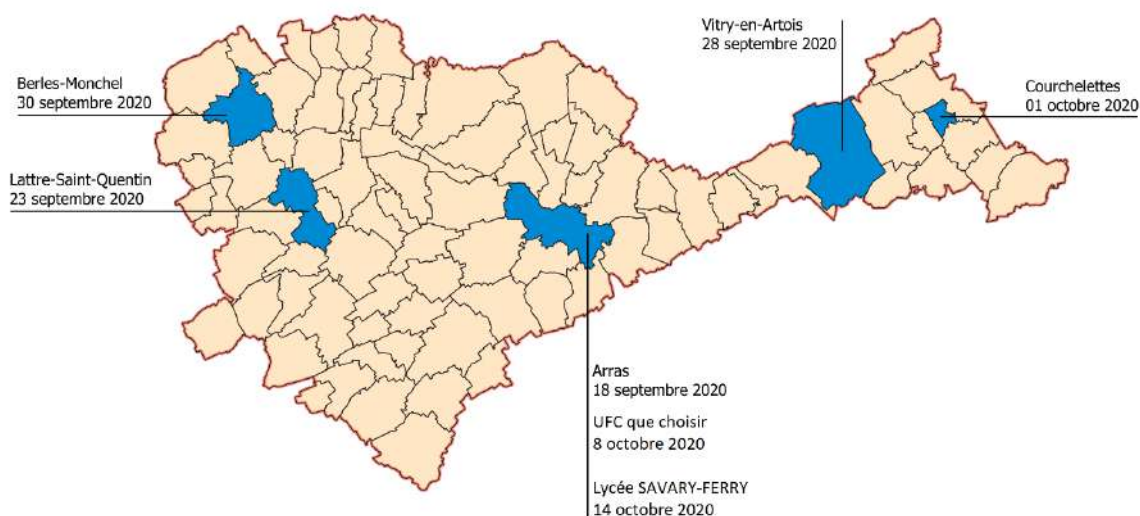 Vitry-en-Artois
28 septembre 2020
Berles-Monchel
30 septembre 2020
Courchelettes
01 octobre 2020
Lattre-Saint-Quentin
23 septembre 2020
Arras
18 septembre 2020
UFC que choisir
8 octobre 2020
Lycée SAVARY-FERRY
14 octobre 2020